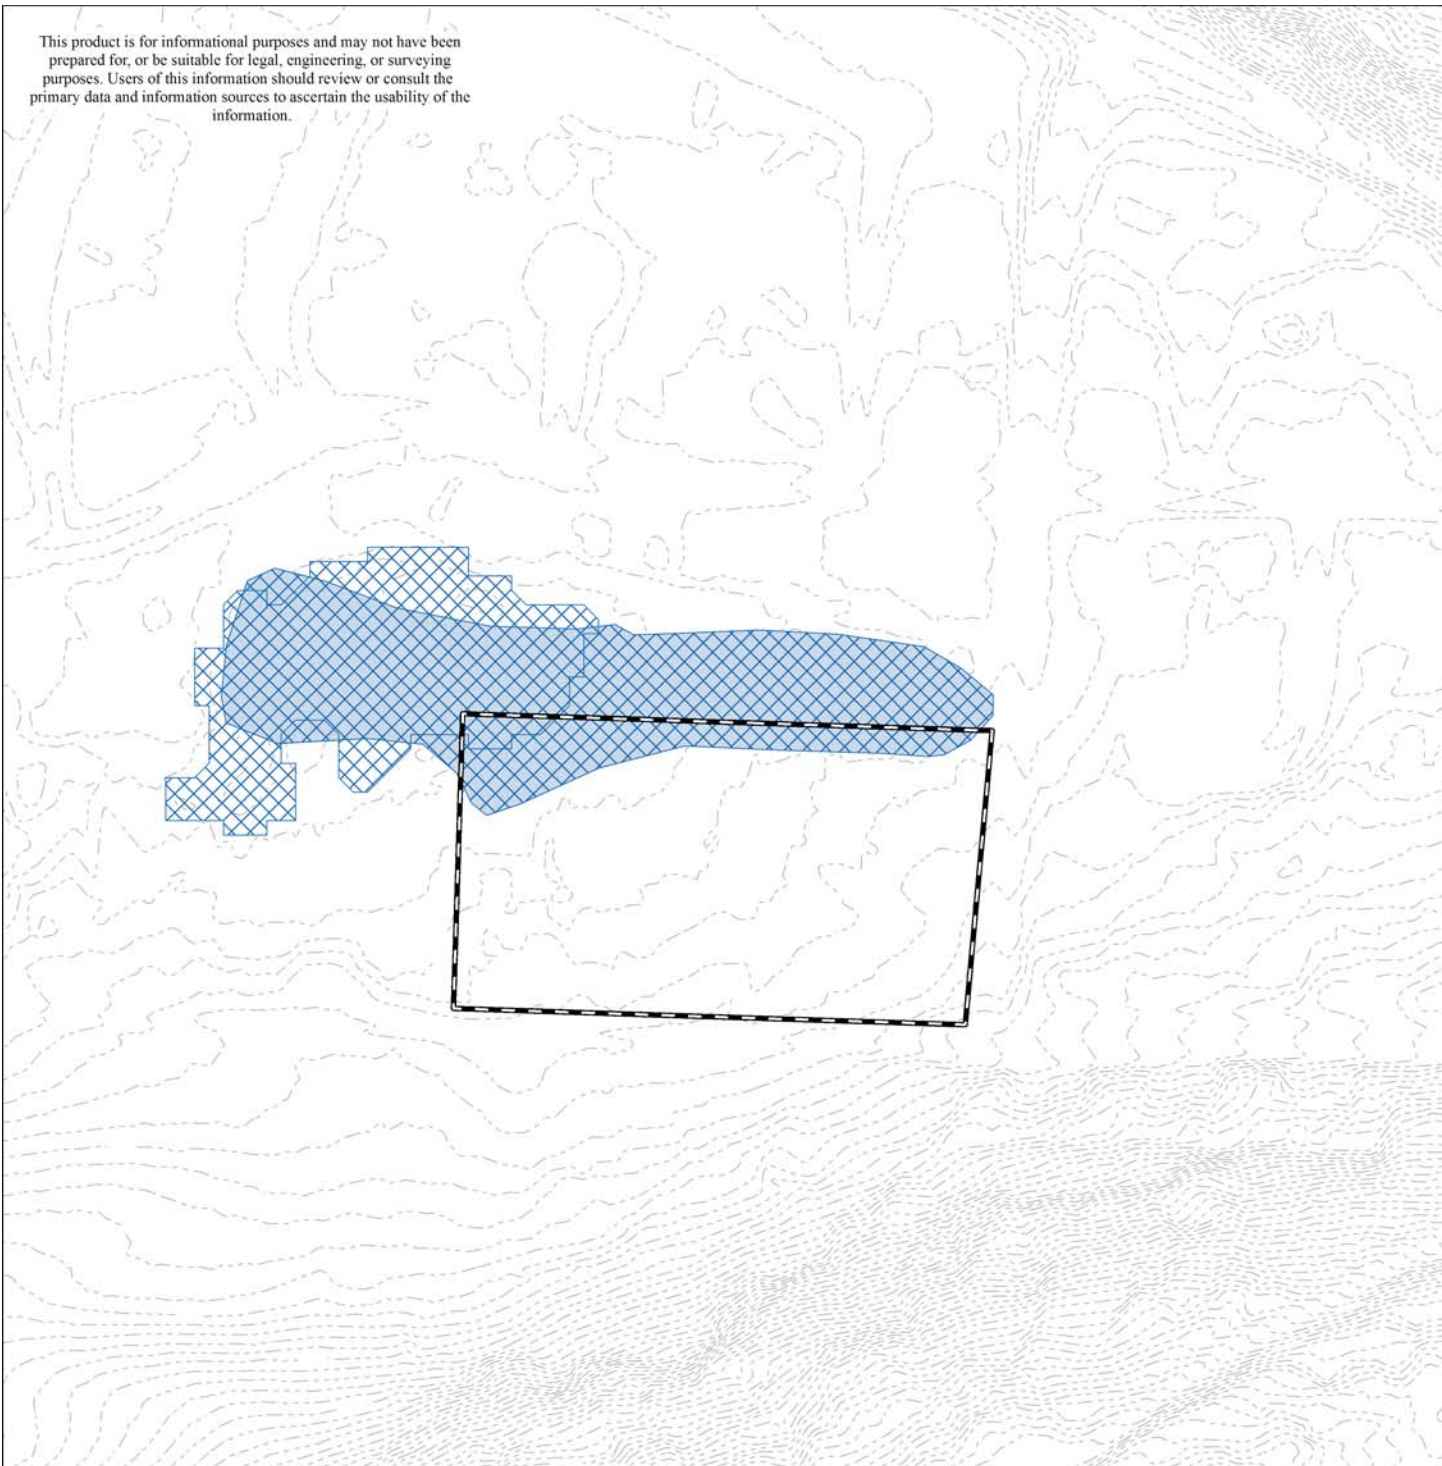 This product is for informational purposes and may not have been
prepared for, or be suitable for legal, engineering, or surveying
purposes. Users of this information should review or consult the
primary data and information sources to ascertain the usability of the
information.